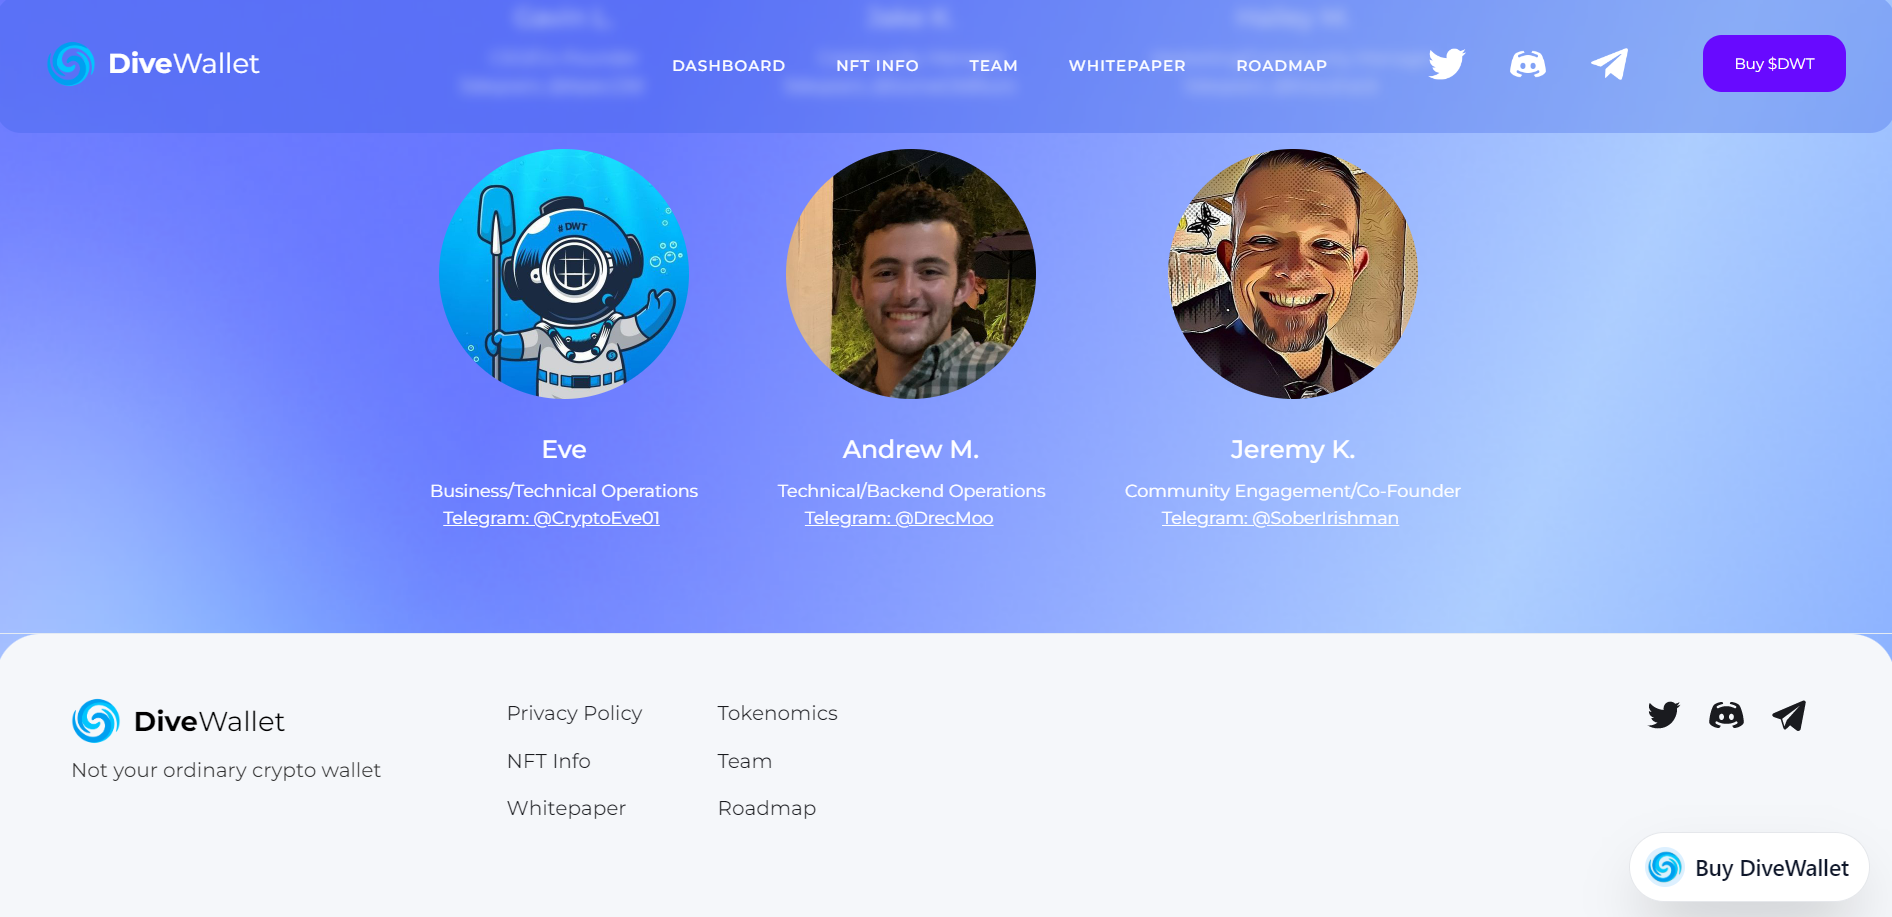 DiveWallet
DASHBOARD
NFT INFO
TEAM
WHITEPAPER
ROADMAP
Buy $DWT
#DWT
Eve
Business/Technical Operations
Telegram: @CryptoEve01
Andrew M.
Technical/Backend Operations
Telegram: @DrecMoo
Jeremy K.
Community Engagement/Co-Founder
Telegram: @SoberIrishman
DiveWallet
Not your ordinary crypto wallet
Privacy Policy
NFT Info
Whitepaper
Tokenomics
Team
Roadmap
Buy DiveWallet